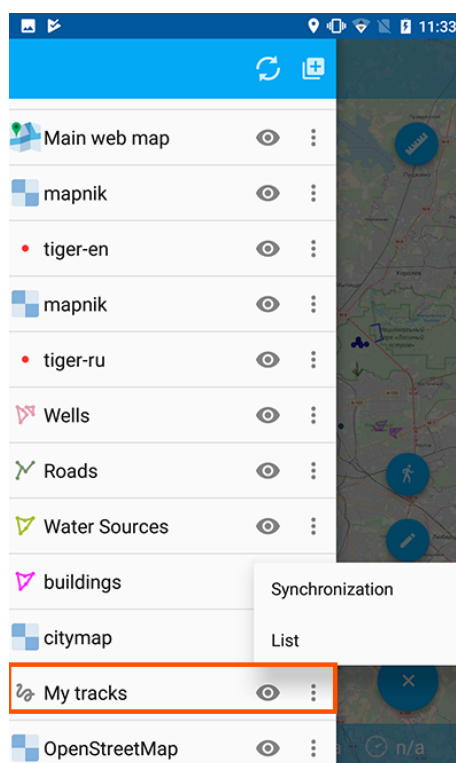 11:33
Main web map
mapnik
tiger-en
mapnik
tiger-ru
Wells
Roads
Water Sources
buildings
Synchronization
citymap
List
My tracks
OpenStreetMap
n/a